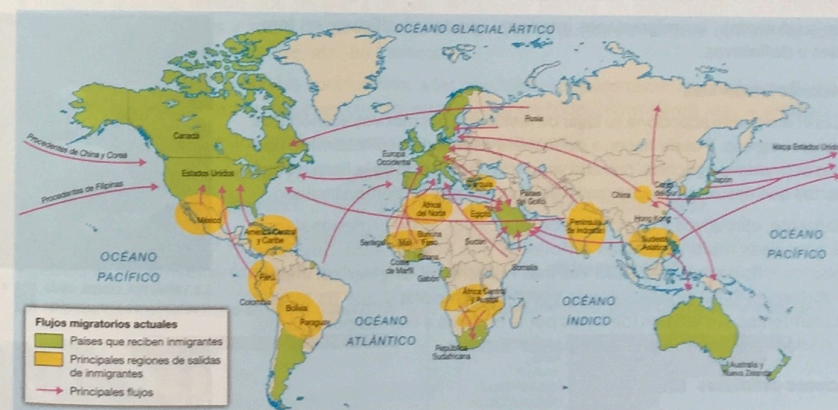 OCÉANO GLACIAL ÁRTICO
Canadá
Rusia
Procedentes de China y Corea
Europa
Occidental
Hacia Estados Unidos
Estados Unidos
Procedentes de Filipinas
Turquía
Países
del Golfo
China
Corea
del Sur
Japón
México
América Central
y Caribe
África
del Norte
Egipto
Península
de Indostán
Hong Kong
Senegal
Malí
Burkina
Faso
Sudán
Sudeste
Asiático
OCÉANO
PACÍFICO
OCÉANO
PACÍFICO
Ghana
Costa
de Marfil
Gabón
Somalia
Perú
Colombia
Bolivia
Paraguay
África Central
y Austral
OCÉANO
ATLÁNTICO
OCÉANO
ÍNDICO
República
Sudafricana
Australia y
Nueva Zelanda
Flujos migratorios actuales
Países que reciben inmigrantes
Principales regiones de salidas
de inmigrantes
Principales flujos